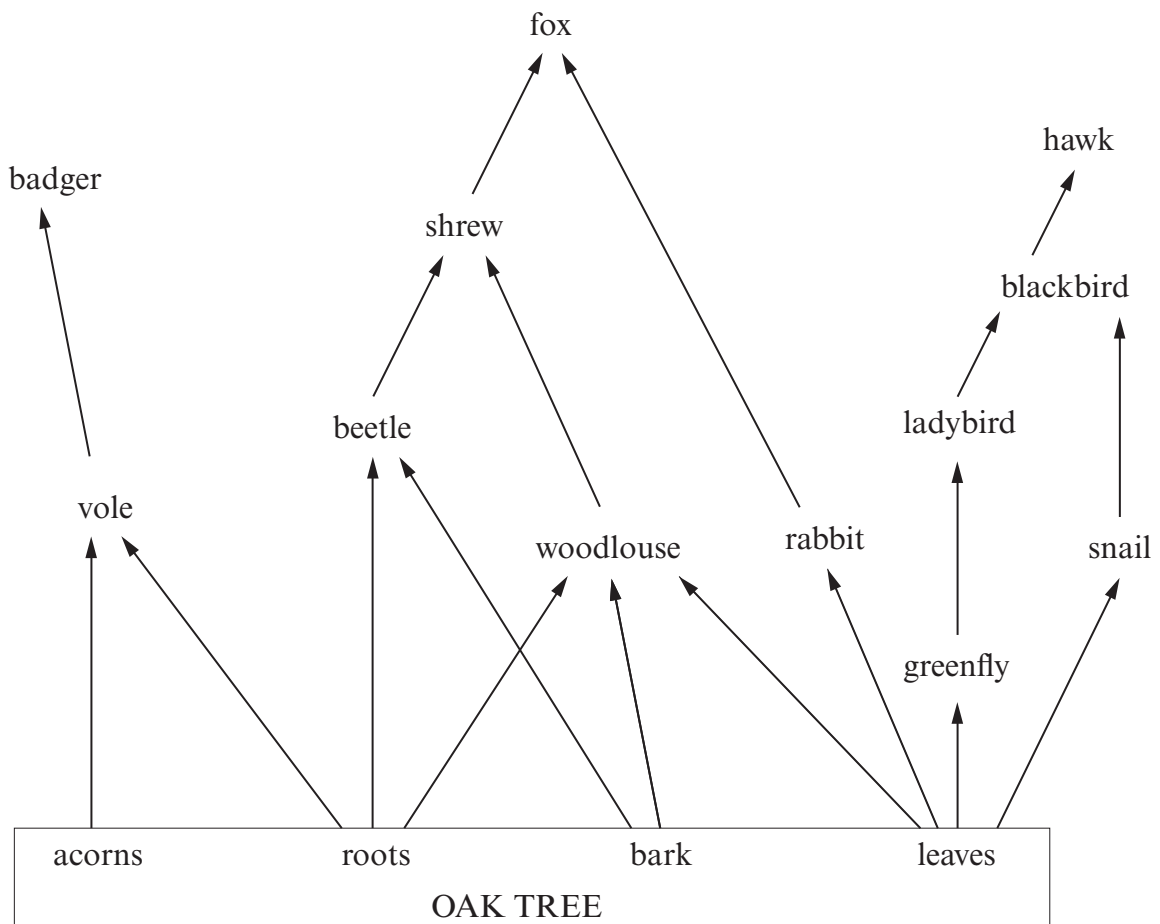 fox
hawk
badger
shrew
blackbird
ladybird
beetle
vole
woodlouse
rabbit
snail
greenfly
acorns
roots
bark
leaves
OAK TREE